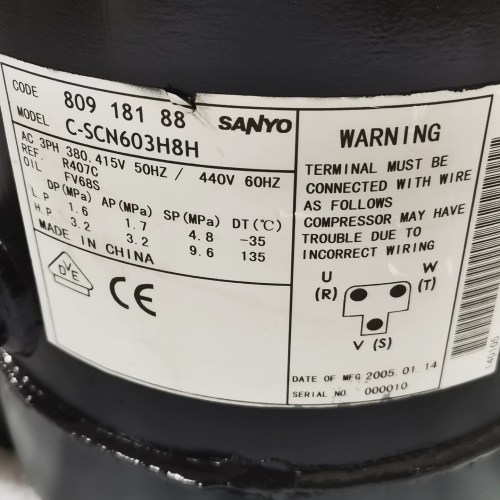 CODE 809 181 88 SANYO
MODEL C-SCN603H8H
AC 3PH 380.415V 50HZ / 440V 60HZ
REF R407C
OIL FV68S
DP(MPa) AP(MPa) SP(MPa) DT(℃)
L.P 1.6 1.7 4.8 -35
H.P 3.2 3.2 9.6 135
MADE IN CHINA
DVE
CE
WARNING
TERMINAL MUST BE
CONNECTED WITH WIRE
AS FOLLOWS
COMPRESSOR MAY HAVE
TROUBLE DUE TO
INCORRECT WIRING
U W
(R) (T)
V (S)
DATE OF MFG 2005.01.14
SERIAL NO. 000010